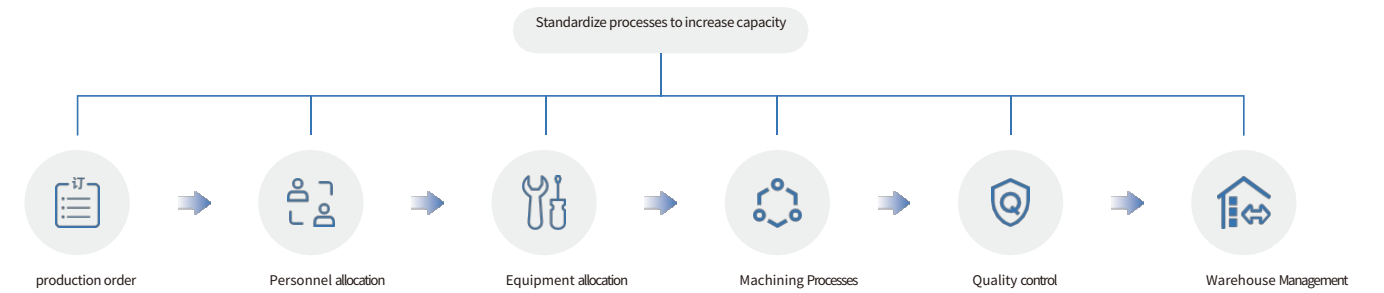 Standardize processes to increase capacity
订
Q
production order
Personnel allocation
Equipment allocation
Machining Processes
Quality control
Warehouse Management